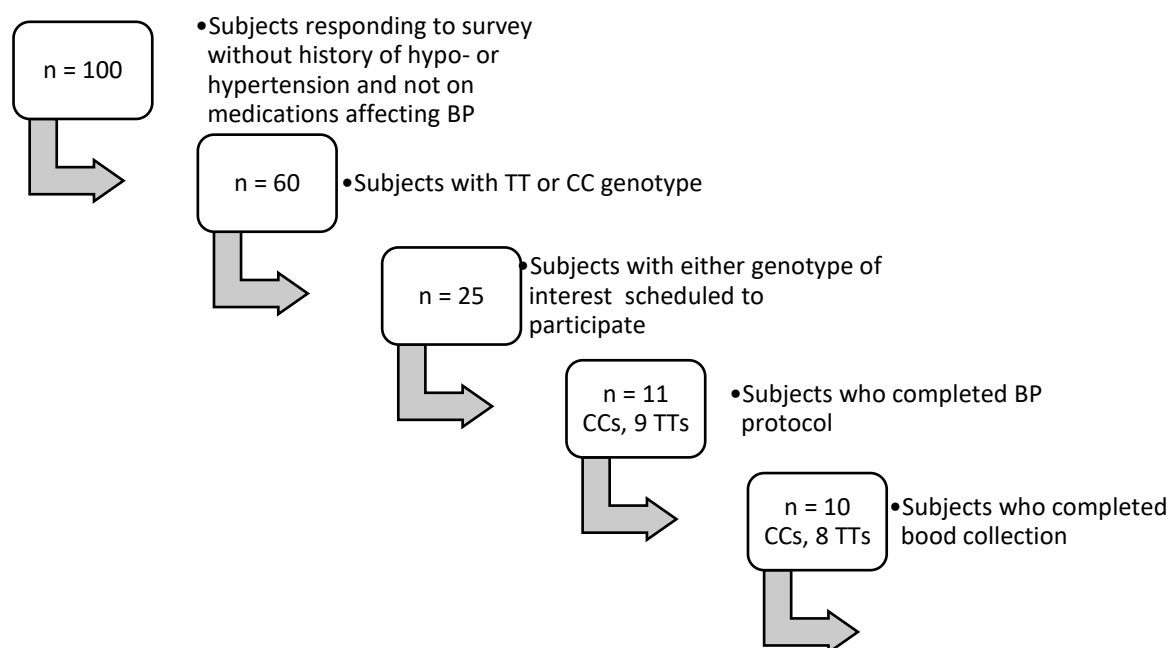 n = 100
•Subjects responding to survey
without history of hypo- or
hypertension and not on
medications affecting BP
n = 60
•Subjects with TT or CC genotype
n = 25
•Subjects with either genotype of
interest scheduled to
participate
n = 11
CCs, 9 TTs
•Subjects who completed BP
protocol
n = 10
CCs, 8 TTs
•Subjects who completed
bood collection